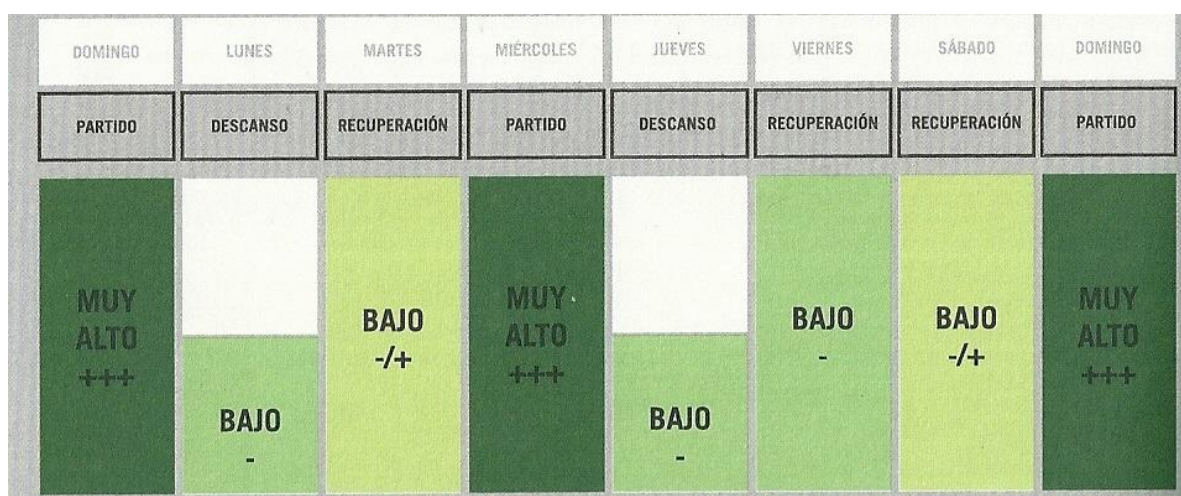 DOMINGO LUNES MARTES MIÉRCOLES JUEVES VIERNES SÁBADO DOMINGO
PARTIDO DESCANSO RECUPERACIÓN PARTIDO DESCANSO RECUPERACIÓN RECUPERACIÓN PARTIDO
MUY
ALTO
+++
BAJO
-
BAJO
-/+
MUY
ALTO
+++
BAJO
-
BAJO
-
BAJO
-/+
MUY
ALTO
+++